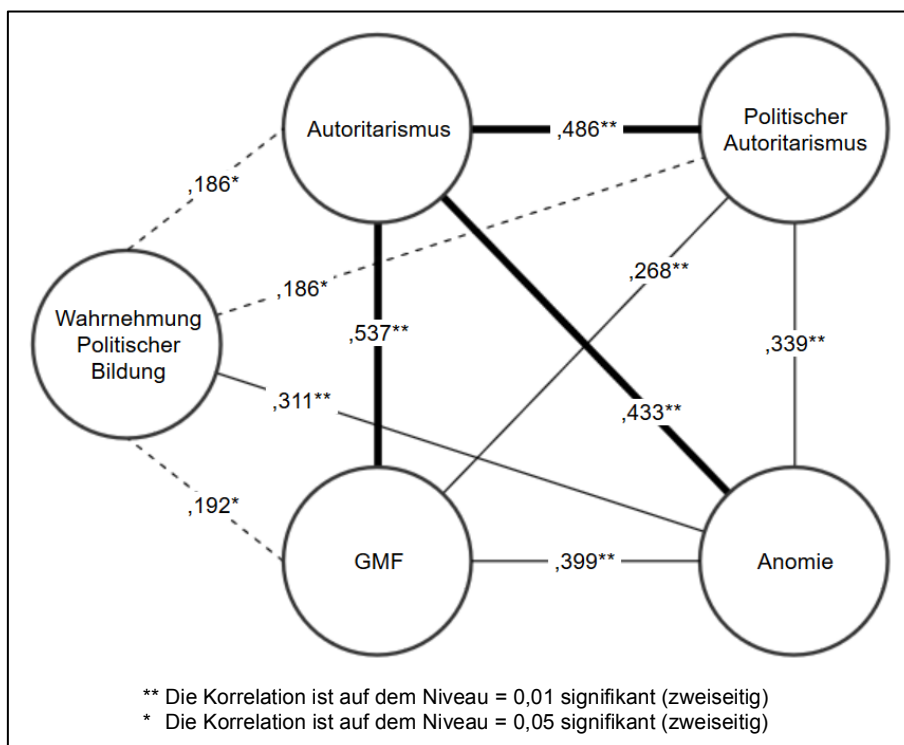 Autoritarismus
,486**
Politischer
Autoritarismus
,186*
,186*
,268**
Wahrnehmung
Politischer
Bildung
,537**
,339**
,311**
,433**
,192*
GMF
,399**
Anomie
** Die Korrelation ist auf dem Niveau = 0,01 signifikant (zweiseitig)
* Die Korrelation ist auf dem Niveau = 0,05 signifikant (zweiseitig)